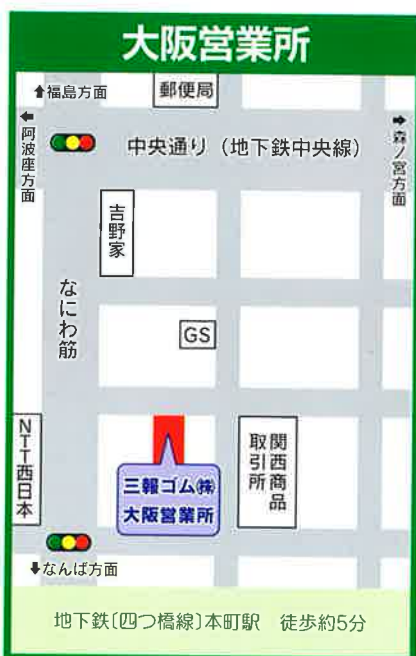 大阪営業所
↑福島方面
郵便局
←阿波座方面
中央通り（地下鉄中央線）
→森ノ宮方面
吉野家
なにわ筋
GS
NTT西日本
三報ゴム㈱
大阪営業所
関西商品
取引所
↓なんば方面
地下鉄〔四つ橋線〕本町駅　徒歩約5分